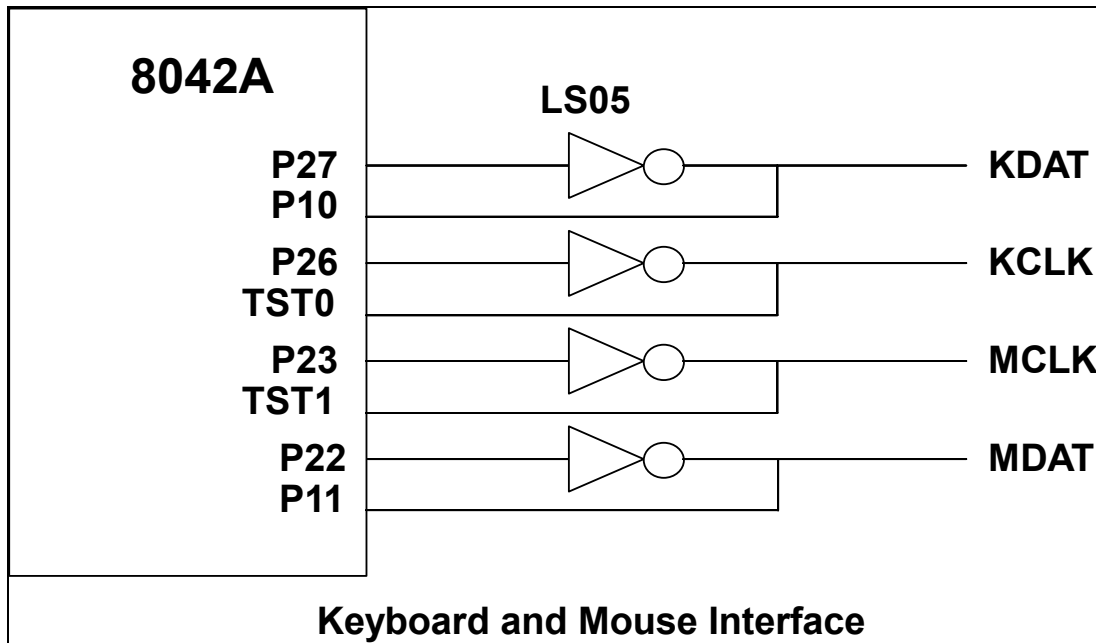 8042A
LS05
P27
KDAT
P10
P26
KCLK
TST0
P23
MCLK
TST1
P22
MDAT
P11
Keyboard and Mouse Interface